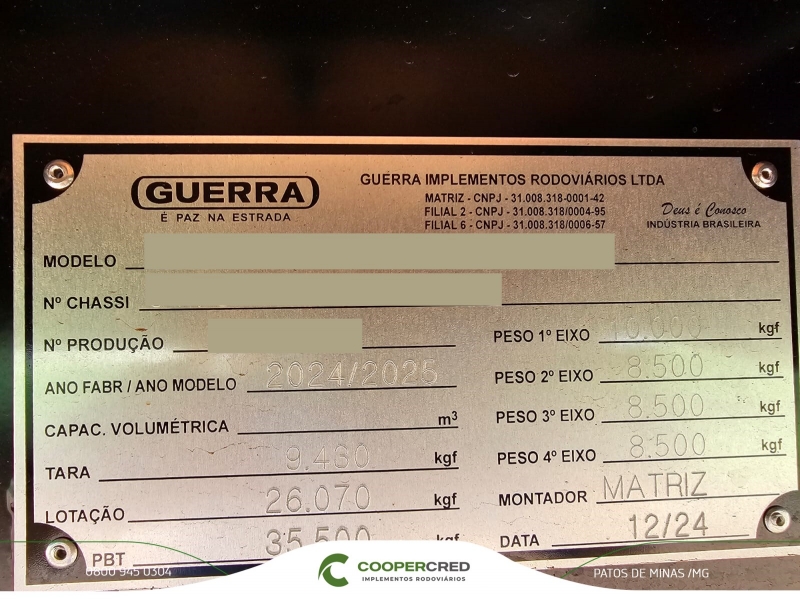 GUERRA
É PAZ NA ESTRADA
GUERRA IMPLEMENTOS RODOVIÁRIOS LTDA
MATRIZ - CNPJ - 31.008.318-0001-42
FILIAL 2 - CNPJ - 31.008.318/0004-95
FILIAL 6 - CNPJ - 31.008.318/0006-57
Deus é Conosco
INDÚSTRIA BRASILEIRA
MODELO
Nº CHASSI
Nº PRODUÇÃO
ANO FABR / ANO MODELO 2024/2025
CAPAC. VOLUMÉTRICA m³
TARA 9.430 kgf
LOTAÇÃO 26.070 kgf
PBT 35.500 kgf
PESO 1º EIXO 10.000 kgf
PESO 2º EIXO 8.500 kgf
PESO 3º EIXO 8.500 kgf
PESO 4º EIXO 8.500 kgf
MONTADOR MATRIZ
DATA 12/24
0800 945 0304
COOPERCRED
IMPLEMENTOS RODOVIÁRIOS
PATOS DE MINAS /MG